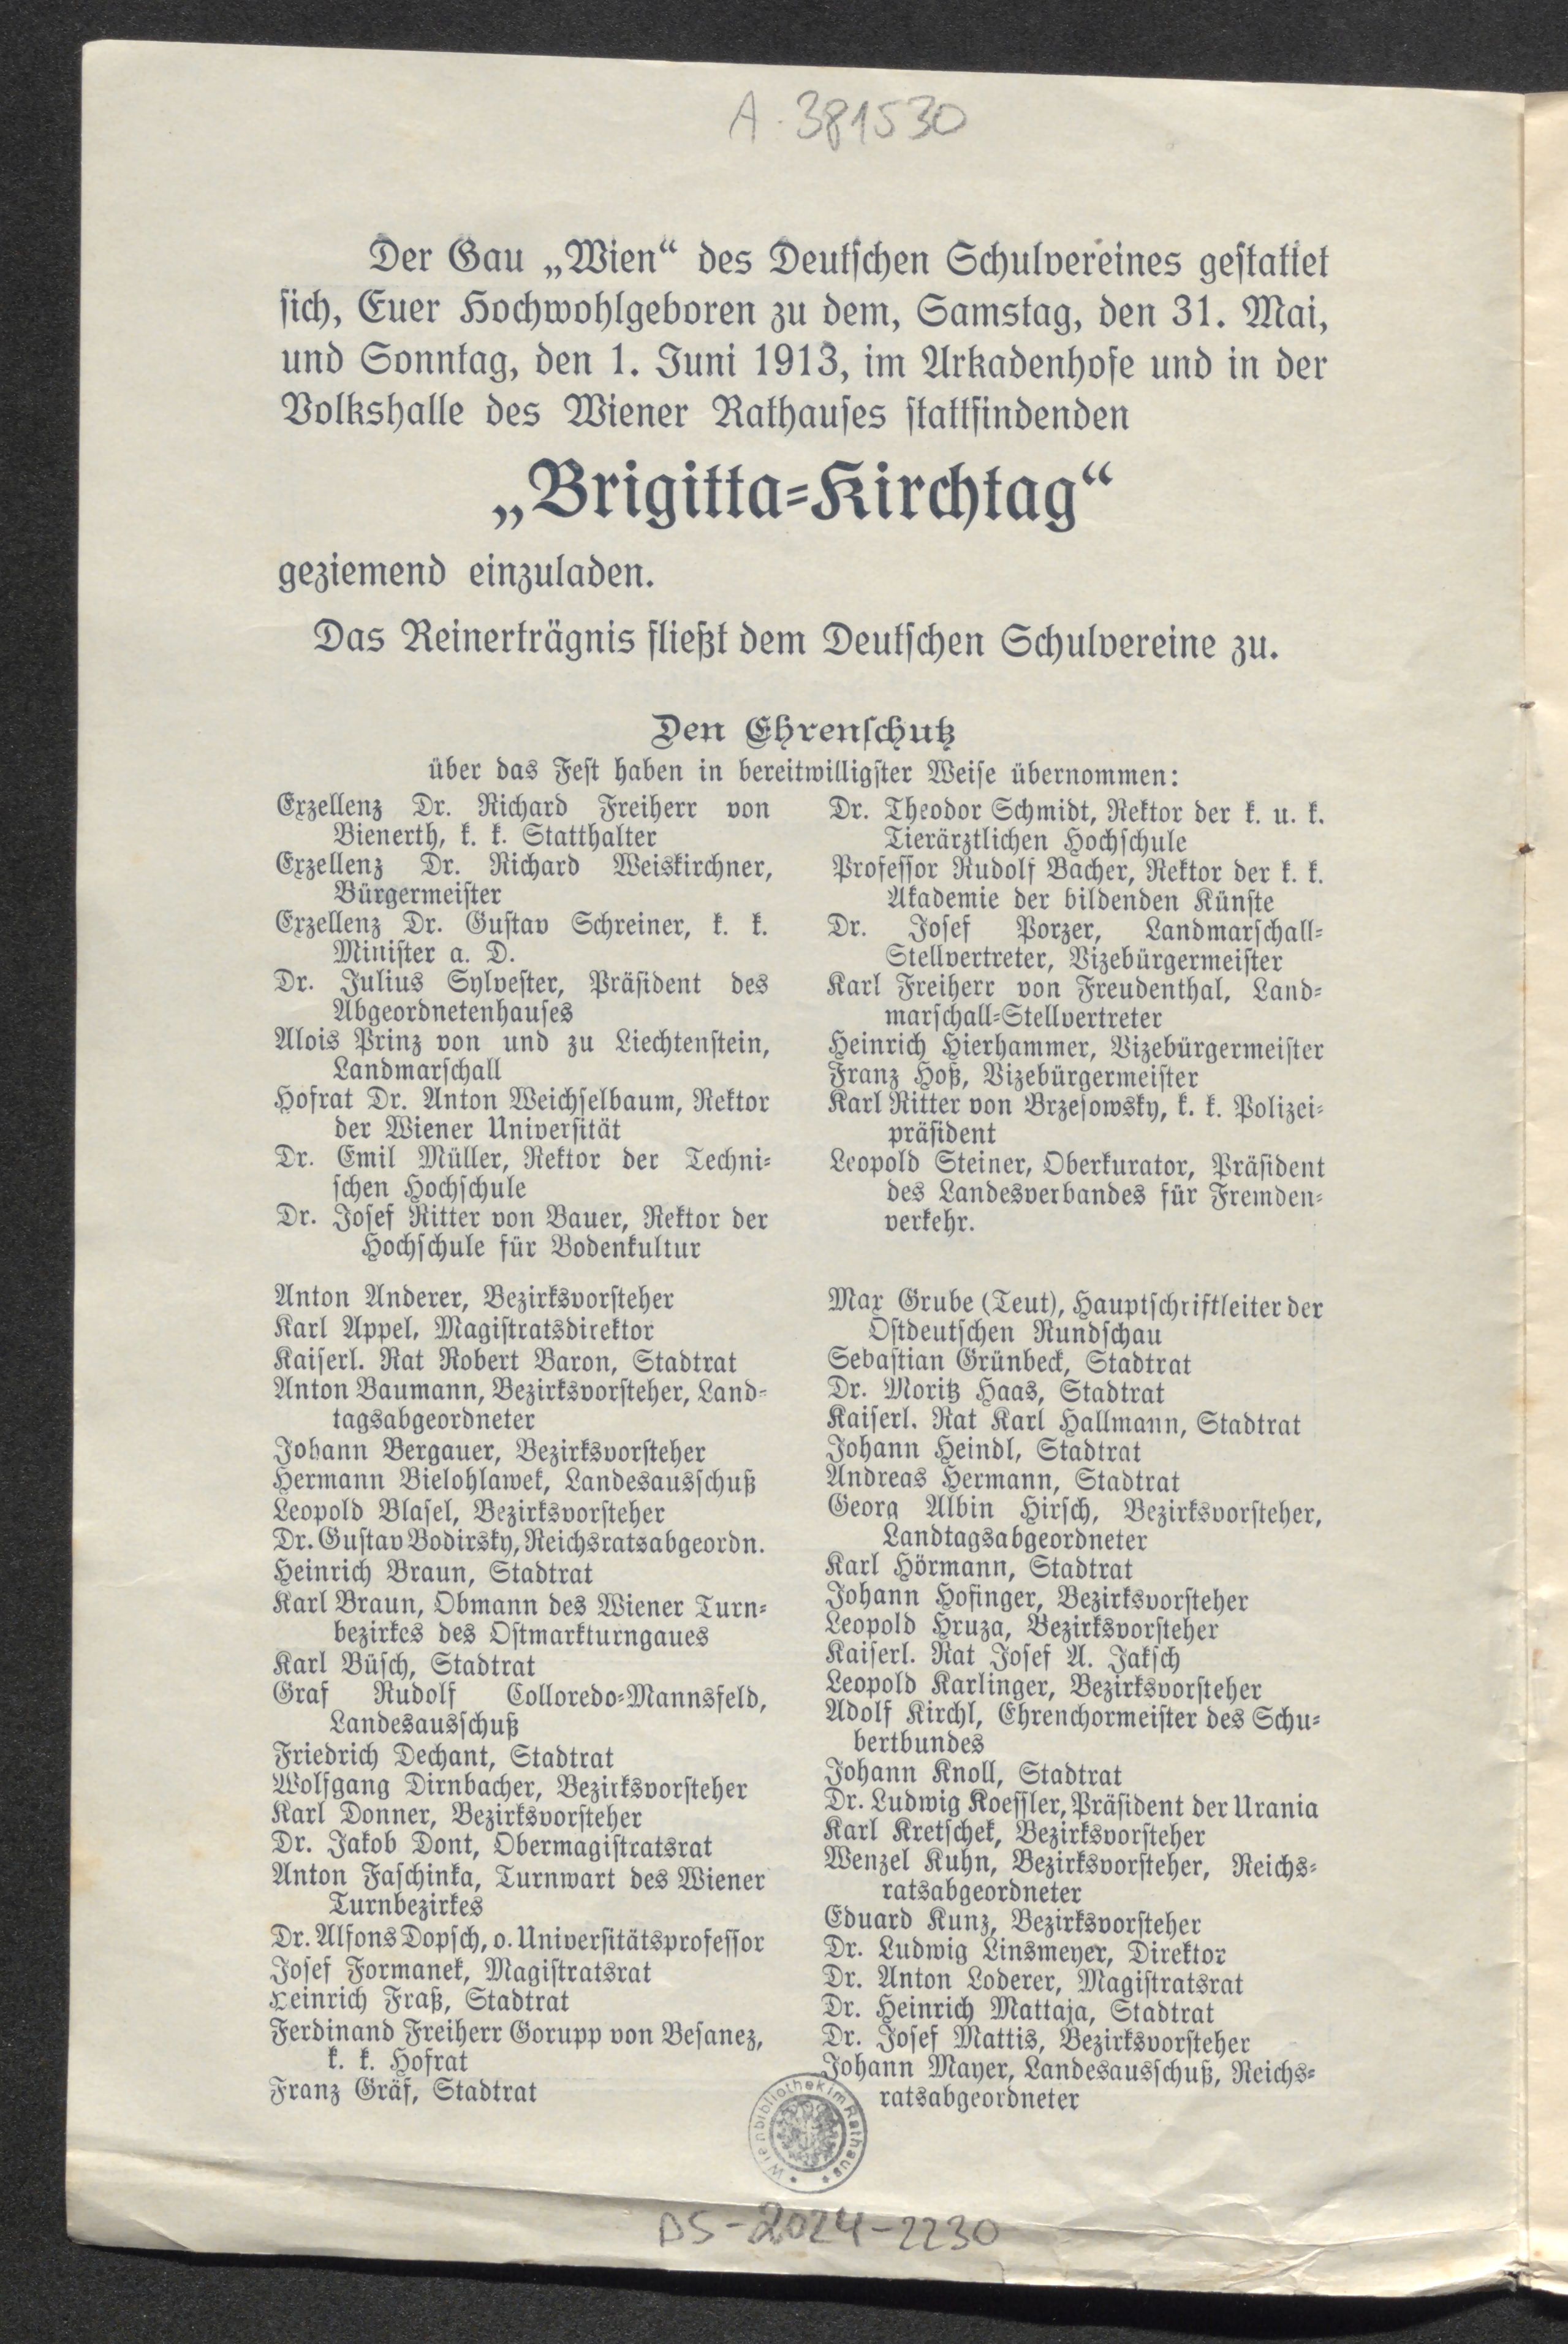 A. 381530
Der Gau „Wien“ des Deutschen Schulvereines gestattet
sich, Euer Hochwohlgeboren zu dem, Samstag, den 31. Mai,
und Sonntag, den 1. Juni 1913, im Arkadenhofe und in der
Volkshalle des Wiener Rathauses stattfindenden
„Brigitta-Kirchtag“
geziemend einzuladen.
Das Reinerträgnis fließt dem Deutschen Schulvereine zu.
Den Ehrenschutz
über das Fest haben in bereitwilligster Weise übernommen:
Exzellenz Dr. Richard Freiherr von
Bienerth, k. k. Statthalter
Exzellenz Dr. Richard Weiskirchner,
Bürgermeister
Exzellenz Dr. Gustav Schreiner, k. k.
Minister a. D.
Dr. Julius Sylvester, Präsident des
Abgeordnetenhauses
Alois Prinz von und zu Liechtenstein,
Landmarschall
Hofrat Dr. Anton Weichselbaum, Rektor
der Wiener Universität
Dr. Emil Müller, Rektor der Techni-
schen Hochschule
Dr. Josef Ritter von Bauer, Rektor der
Hochschule für Bodenkultur
Dr. Theodor Schmidt, Rektor der k. u. k.
Tierärztlichen Hochschule
Professor Rudolf Bacher, Rektor der k. k.
Akademie der bildenden Künste
Dr. Josef Porzer, Landmarschall-
Stellvertreter, Vizebürgermeister
Karl Freiherr von Freudenthal, Land-
marschall-Stellvertreter
Heinrich Hierhammer, Vizebürgermeister
Franz Hoß, Vizebürgermeister
Karl Ritter von Brzesowsky, k. k. Polizei-
präsident
Leopold Steiner, Oberkurator, Präsident
des Landesverbandes für Fremden-
verkehr.
Anton Anderer, Bezirksvorsteher
Karl Appel, Magistratsdirektor
Kaiserl. Rat Robert Baron, Stadtrat
Anton Baumann, Bezirksvorsteher, Land-
tagsabgeordneter
Johann Bergauer, Bezirksvorsteher
Hermann Bielohlawek, Landesausschuß
Leopold Blasel, Bezirksvorsteher
Dr. Gustav Bodirsky, Reichsratsabgeordn.
Heinrich Braun, Stadtrat
Karl Braun, Obmann des Wiener Turn-
bezirkes des Ostmarkturngaues
Karl Büsch, Stadtrat
Graf Rudolf Colloredo-Mannsfeld,
Landesausschuß
Friedrich Dechant, Stadtrat
Wolfgang Dirnbacher, Bezirksvorsteher
Karl Donner, Bezirksvorsteher
Dr. Jakob Dont, Obermagistratsrat
Anton Faschinka, Turnwart des Wiener
Turnbezirkes
Dr. Alfons Dopsch, o. Universitätsprofessor
Josef Formanek, Magistratsrat
Heinrich Fraß, Stadtrat
Ferdinand Freiherr Gorupp von Besanez,
k. k. Hofrat
Franz Gräf, Stadtrat
Max Grube (Teut), Hauptschriftleiter der
Ostdeutschen Rundschau
Sebastian Grünbeck, Stadtrat
Dr. Moritz Haas, Stadtrat
Kaiserl. Rat Karl Hallmann, Stadtrat
Johann Heindl, Stadtrat
Andreas Hermann, Stadtrat
Georg Albin Hirsch, Bezirksvorsteher,
Landtagsabgeordneter
Karl Hörmann, Stadtrat
Johann Hofinger, Bezirksvorsteher
Leopold Hruza, Bezirksvorsteher
Kaiserl. Rat Josef A. Jaksch
Leopold Karlinger, Bezirksvorsteher
Adolf Kirchl, Ehrenchormeister des Schu-
bertbundes
Johann Knoll, Stadtrat
Dr. Ludwig Koessler, Präsident der Urania
Karl Kretschek, Bezirksvorsteher
Wenzel Kuhn, Bezirksvorsteher, Reichs-
ratsabgeordneter
Eduard Kunz, Bezirksvorsteher
Dr. Ludwig Linsmeyer, Direktor
Dr. Anton Loderer, Magistratsrat
Dr. Heinrich Mattaja, Stadtrat
Dr. Josef Mattis, Bezirksvorsteher
Johann Mayer, Landesausschuß, Reichs-
ratsabgeordneter
Wienbibliothek im Rathaus
DS-2024-2230